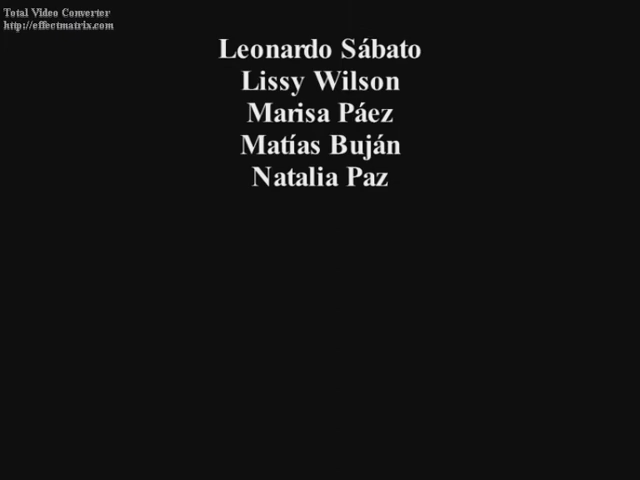 Total Video Converter
http://effectmatrix.com
Leonardo Sábato
Lissy Wilson
Marisa Páez
Matías Buján
Natalia Paz